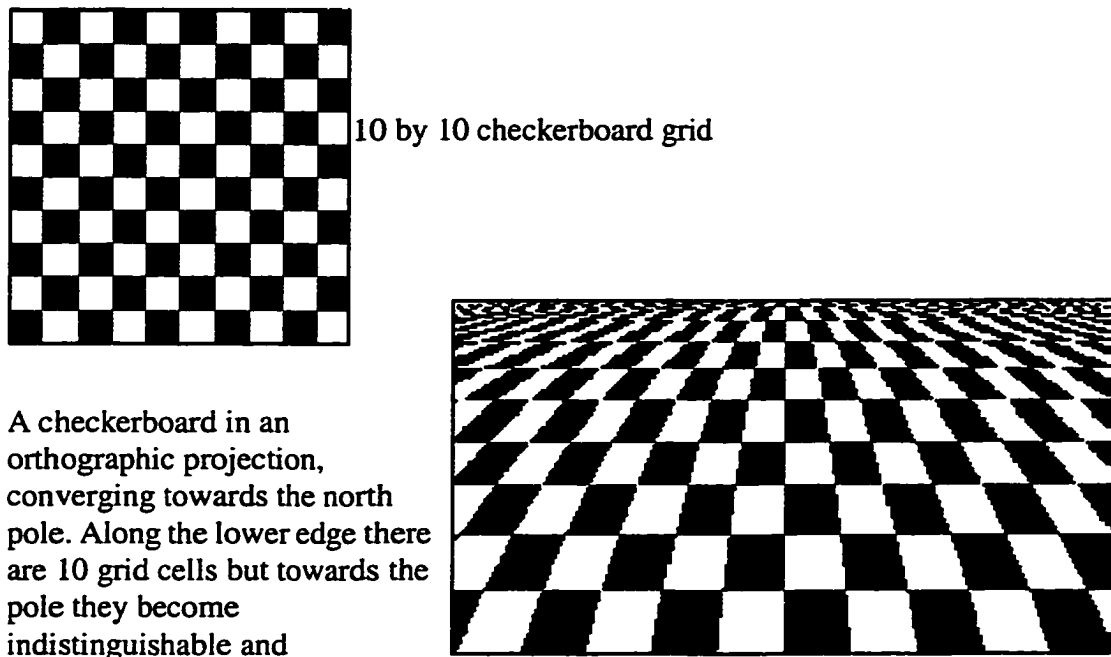 10 by 10 checkerboard grid
A checkerboard in an
orthographic projection,
converging towards the north
pole. Along the lower edge there
are 10 grid cells but towards the
pole they become
indistinguishable and